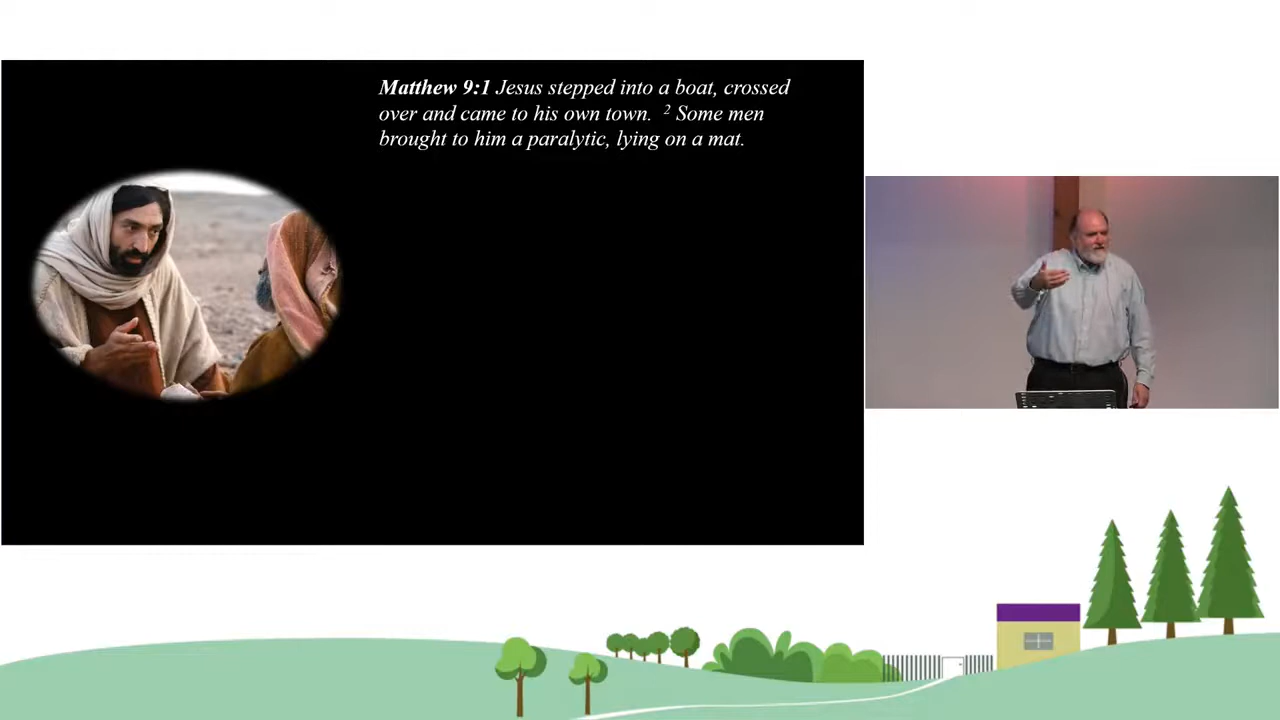 Matthew 9:1 Jesus stepped into a boat, crossed
over and came to his own town. ² Some men
brought to him a paralytic, lying on a mat.